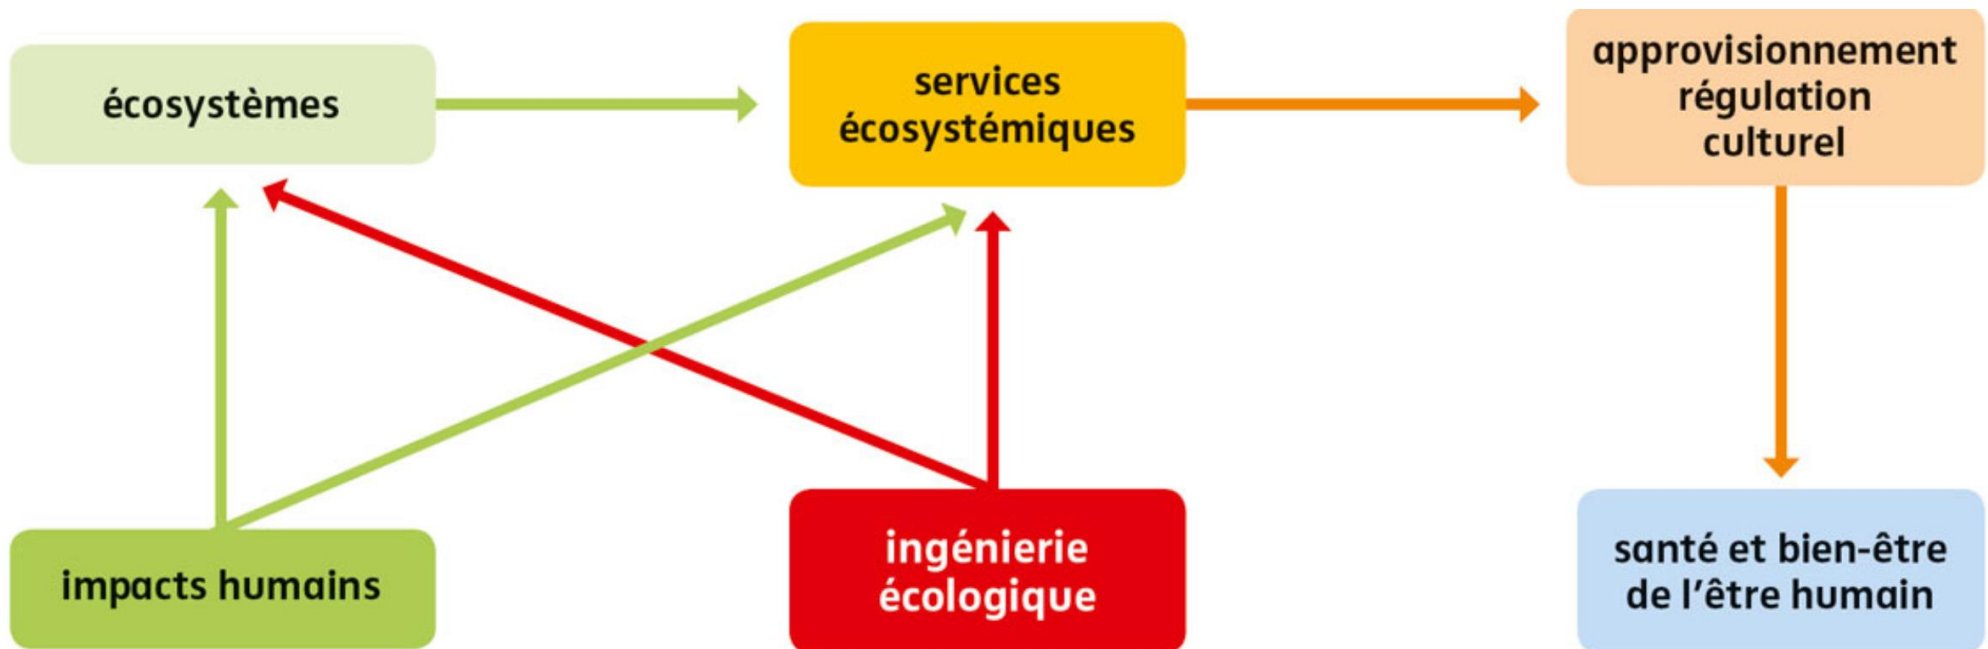 écosystèmes
services
écosystémiques
approvisionnement
régulation
culturel
impacts humains
ingénierie
écologique
santé et bien-être
de l'être humain